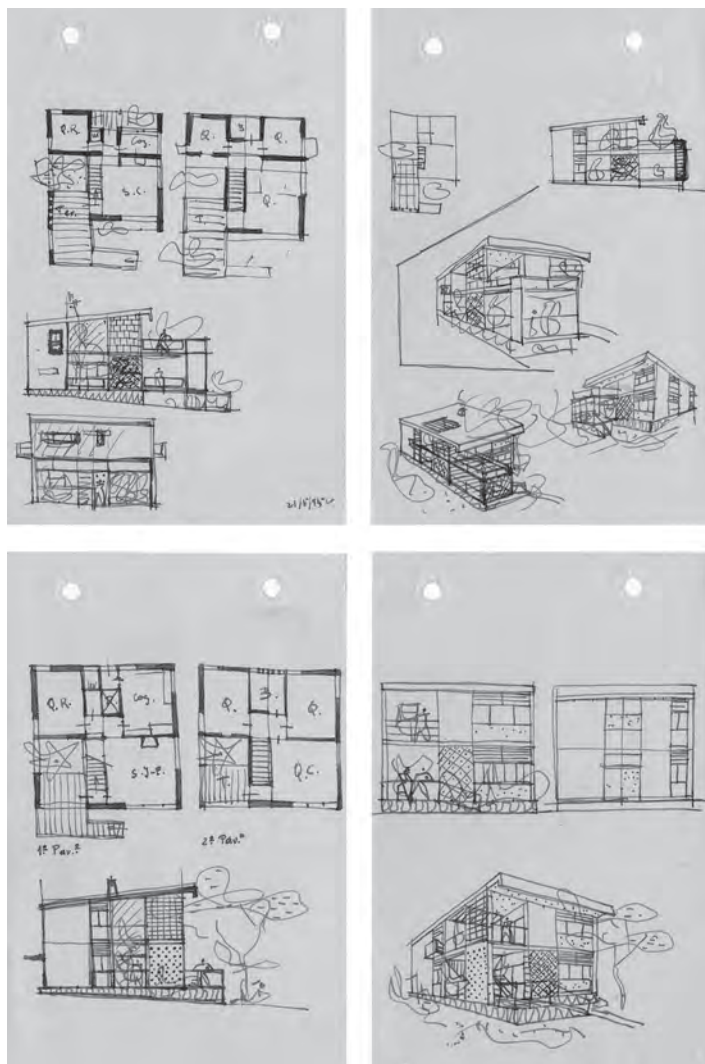 Q.R.
Coz.
Q.
B
Q.
S.C.
Ter.
Q.
T.
Q.R.
Coz.
Q.
B.
Q.
T.
Q.C.
1º Pav.º
2º Pav.º